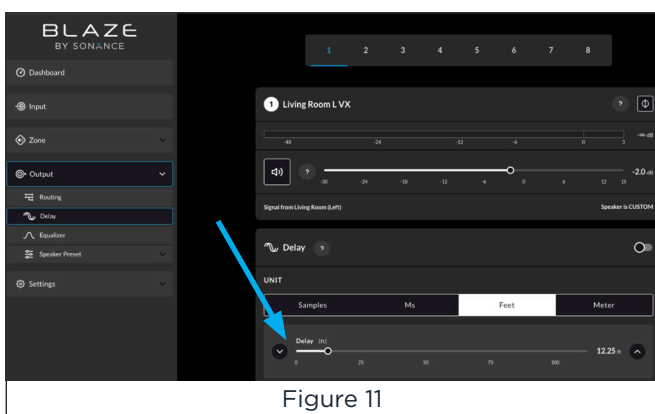 BLAZE
BY SONANCE
Dashboard
Input
Zone
Output
Routing
Delay
Equalizer
Speaker Preset
Settings
1 2 3 4 5 6 7 8
1 Living Room L VX ?
-48 -24 -12 -6 0 3 -∞ dB
? -30 -24 -18 -12 -6 0 6 12 15 -2.0 dB
Signal from Living Room (Left) Speaker is CUSTOM
Delay ?
UNIT
Samples Ms Feet Meter
Delay [ft]
12.25 ft
0 25 50 75 100
Figure 11